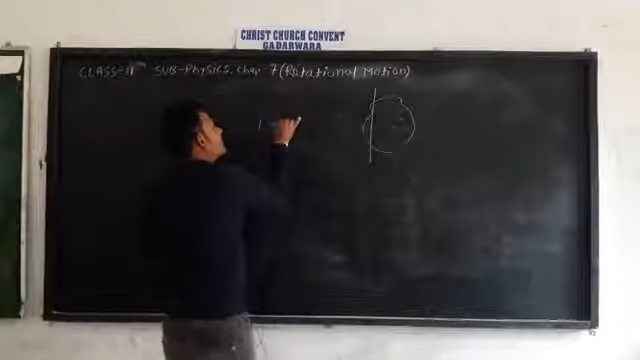 CHRIST CHURCH CONVENT
GADARWARA
CLASS-11th SUB-Physics. Chap 7 (Rotational Motion)